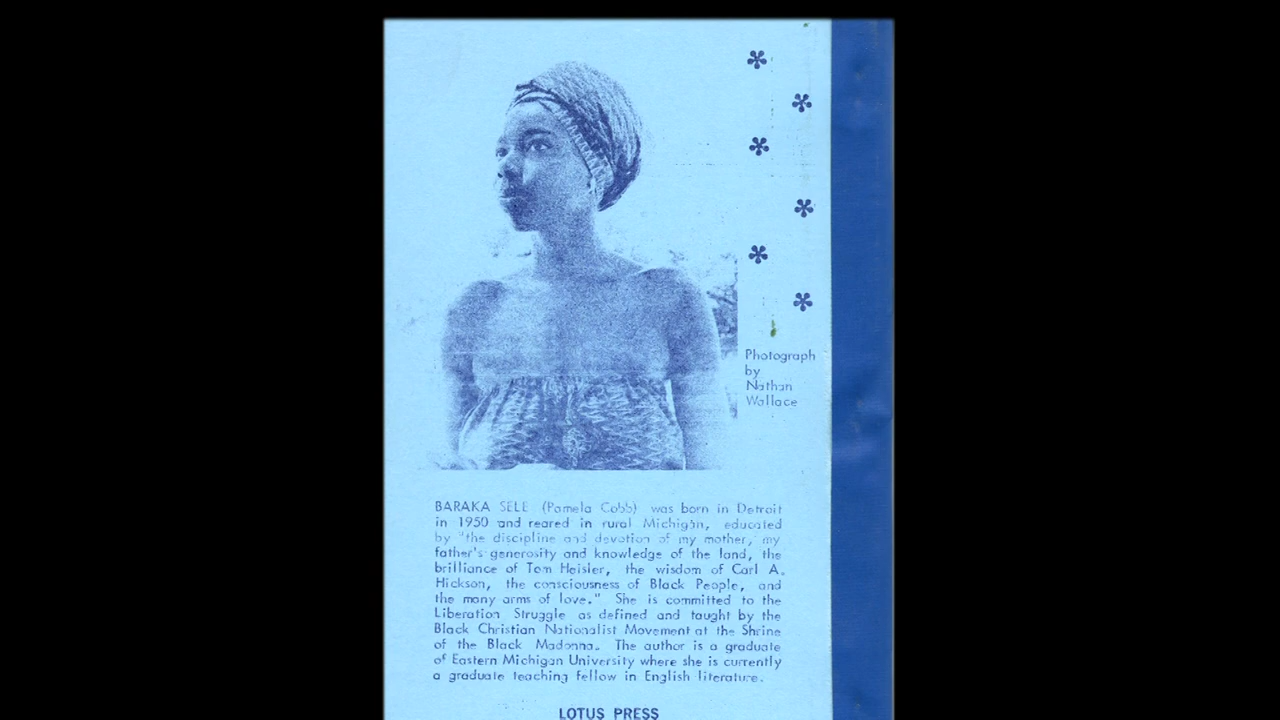 Photograph
by
Nathan
Wallace
BARAKA SELE (Pamela Cobb) was born in Detroit
in 1950 and reared in rural Michigan, educated
by "the discipline and devotion of my mother, my
father's generosity and knowledge of the land, the
brilliance of Tom Heisler, the wisdom of Carl A.
Hickson, the consciousness of Black People, and
the many arms of love." She is committed to the
Liberation Struggle as defined and taught by the
Black Christian Nationalist Movement at the Shrine
of the Black Madonna. The author is a graduate
of Eastern Michigan University where she is currently
a graduate teaching fellow in English literature.
LOTUS PRESS